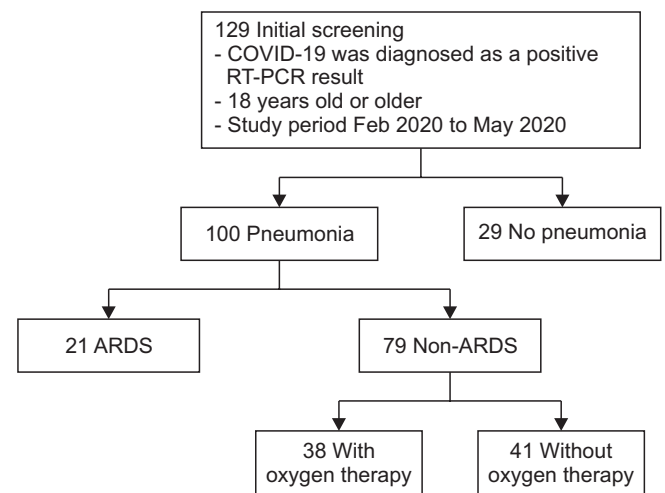 129 Initial screening
- COVID-19 was diagnosed as a positive
RT-PCR result
- 18 years old or older
- Study period Feb 2020 to May 2020
100 Pneumonia
29 No pneumonia
21 ARDS
79 Non-ARDS
38 With
oxygen therapy
41 Without
oxygen therapy